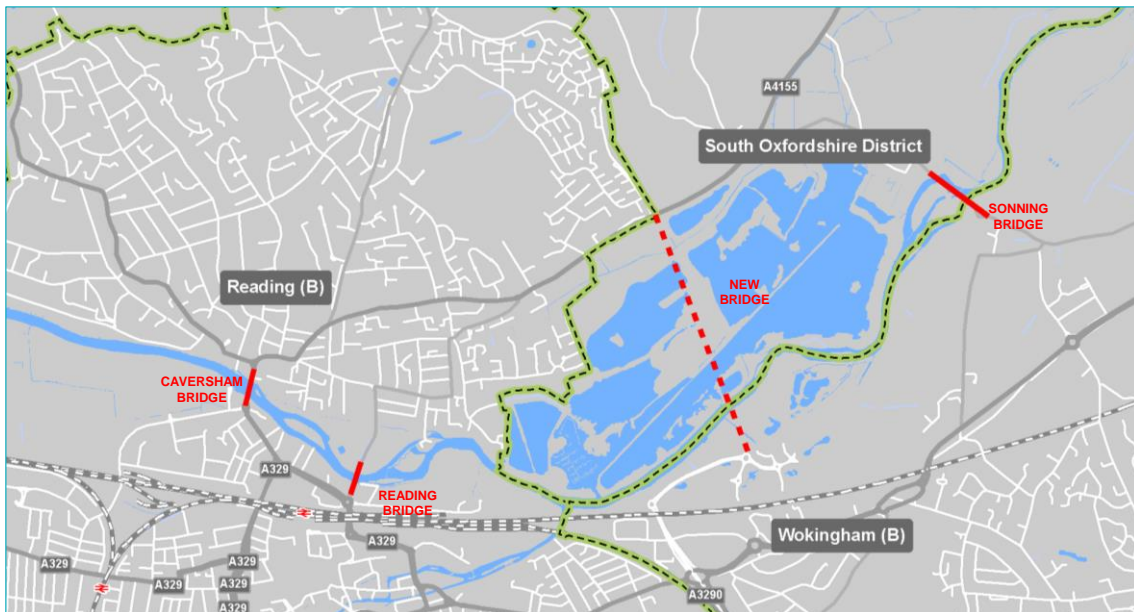 A4155
South Oxfordshire District
SONNING
BRIDGE
NEW
BRIDGE
Reading (B)
CAVERSHAM
BRIDGE
A329
READING
BRIDGE
A329
Wokingham (B)
A329
A329
A329
A329
A329
A3290